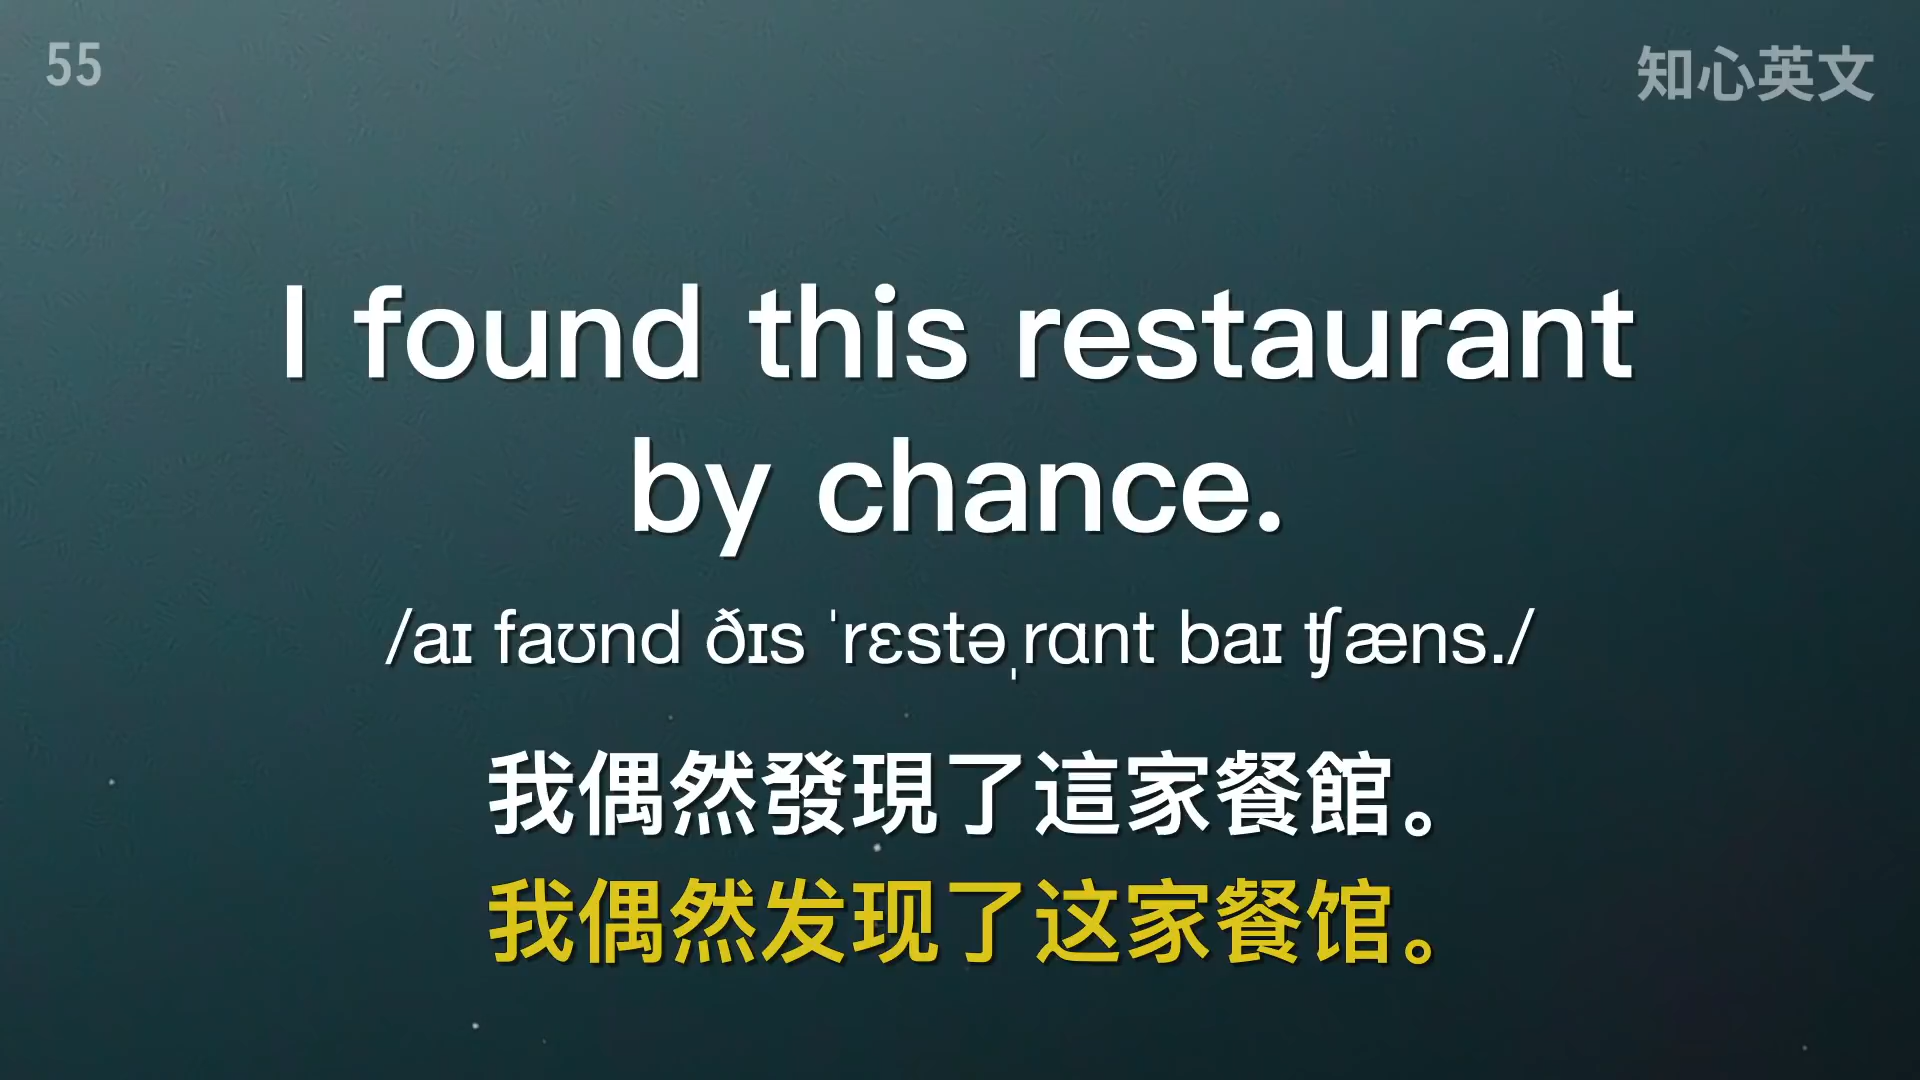 55
知心英文
I found this restaurant
by chance.
/aɪ faʊnd ðɪs ˈrɛstəˌrɑnt baɪ ʧæns./
我偶然發現了這家餐館。
我偶然发现了这家餐馆。